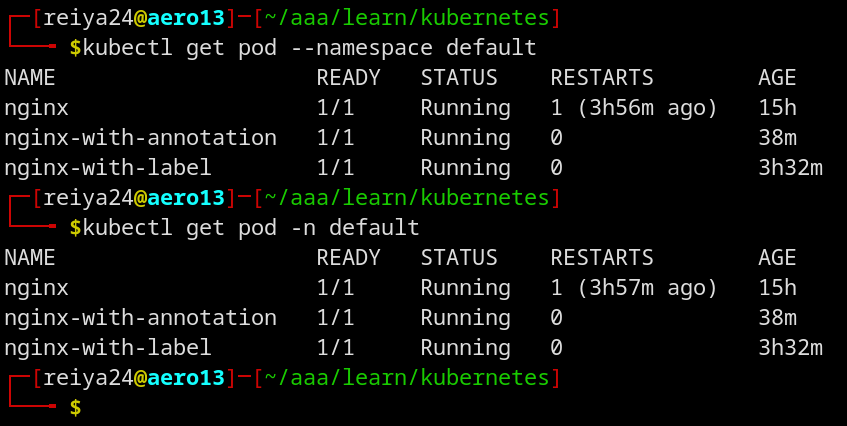 ┌─[reiya24@aero13]─[~/aaa/learn/kubernetes]
└──╼ $kubectl get pod --namespace default
NAME                    READY   STATUS    RESTARTS        AGE
nginx                   1/1     Running   1 (3h56m ago)   15h
nginx-with-annotation   1/1     Running   0               38m
nginx-with-label        1/1     Running   0               3h32m
┌─[reiya24@aero13]─[~/aaa/learn/kubernetes]
└──╼ $kubectl get pod -n default
NAME                    READY   STATUS    RESTARTS        AGE
nginx                   1/1     Running   1 (3h57m ago)   15h
nginx-with-annotation   1/1     Running   0               38m
nginx-with-label        1/1     Running   0               3h32m
┌─[reiya24@aero13]─[~/aaa/learn/kubernetes]
└──╼ $